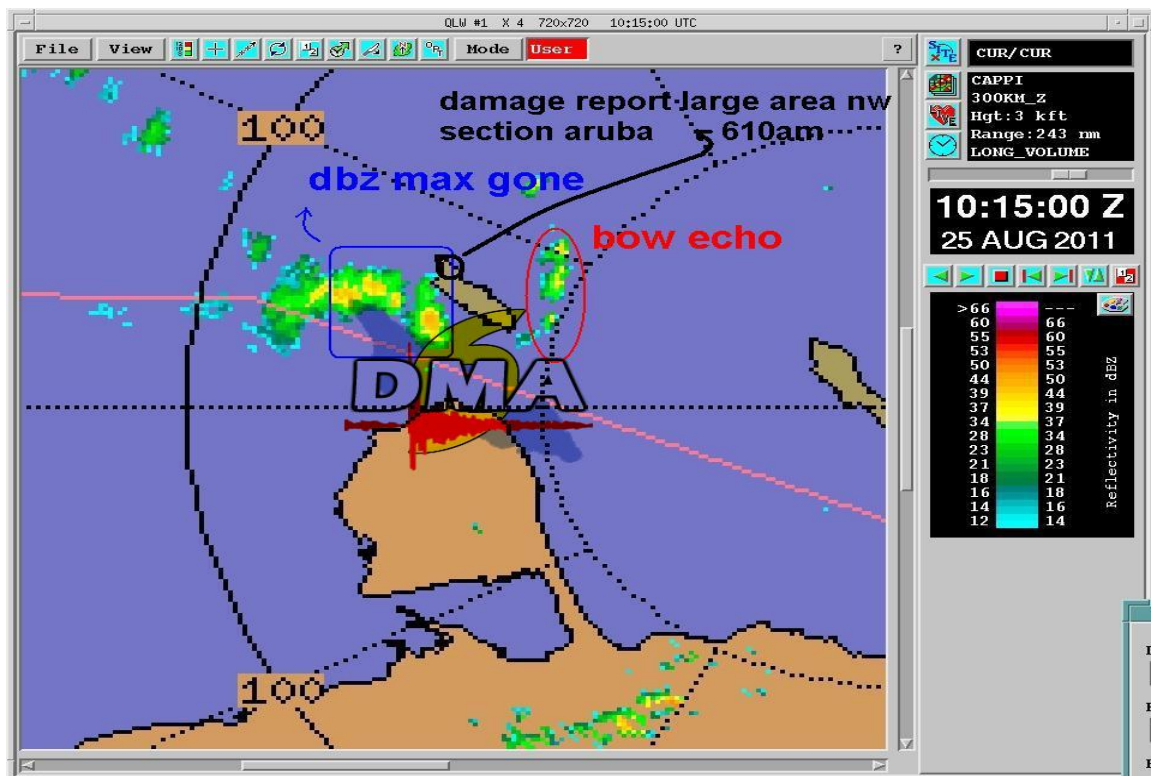 QLW #1 X 4 720x720 10:15:00 UTC
File View Mode User ?
CUR/CUR
CAPPI
300KM_Z
Hgt:3 kft
Range:243 nm
LONG_VOLUME
10:15:00 Z
25 AUG 2011
damage report large area nw
section aruba 610am
100
dbz max gone
bow echo
DMA
100
>66 ---
60 66
55 60
53 55
50 53
44 50
39 44
37 39
34 37
28 34
23 28
21 23
18 21
16 18
14 16
12 14
Reflectivity in dBZ